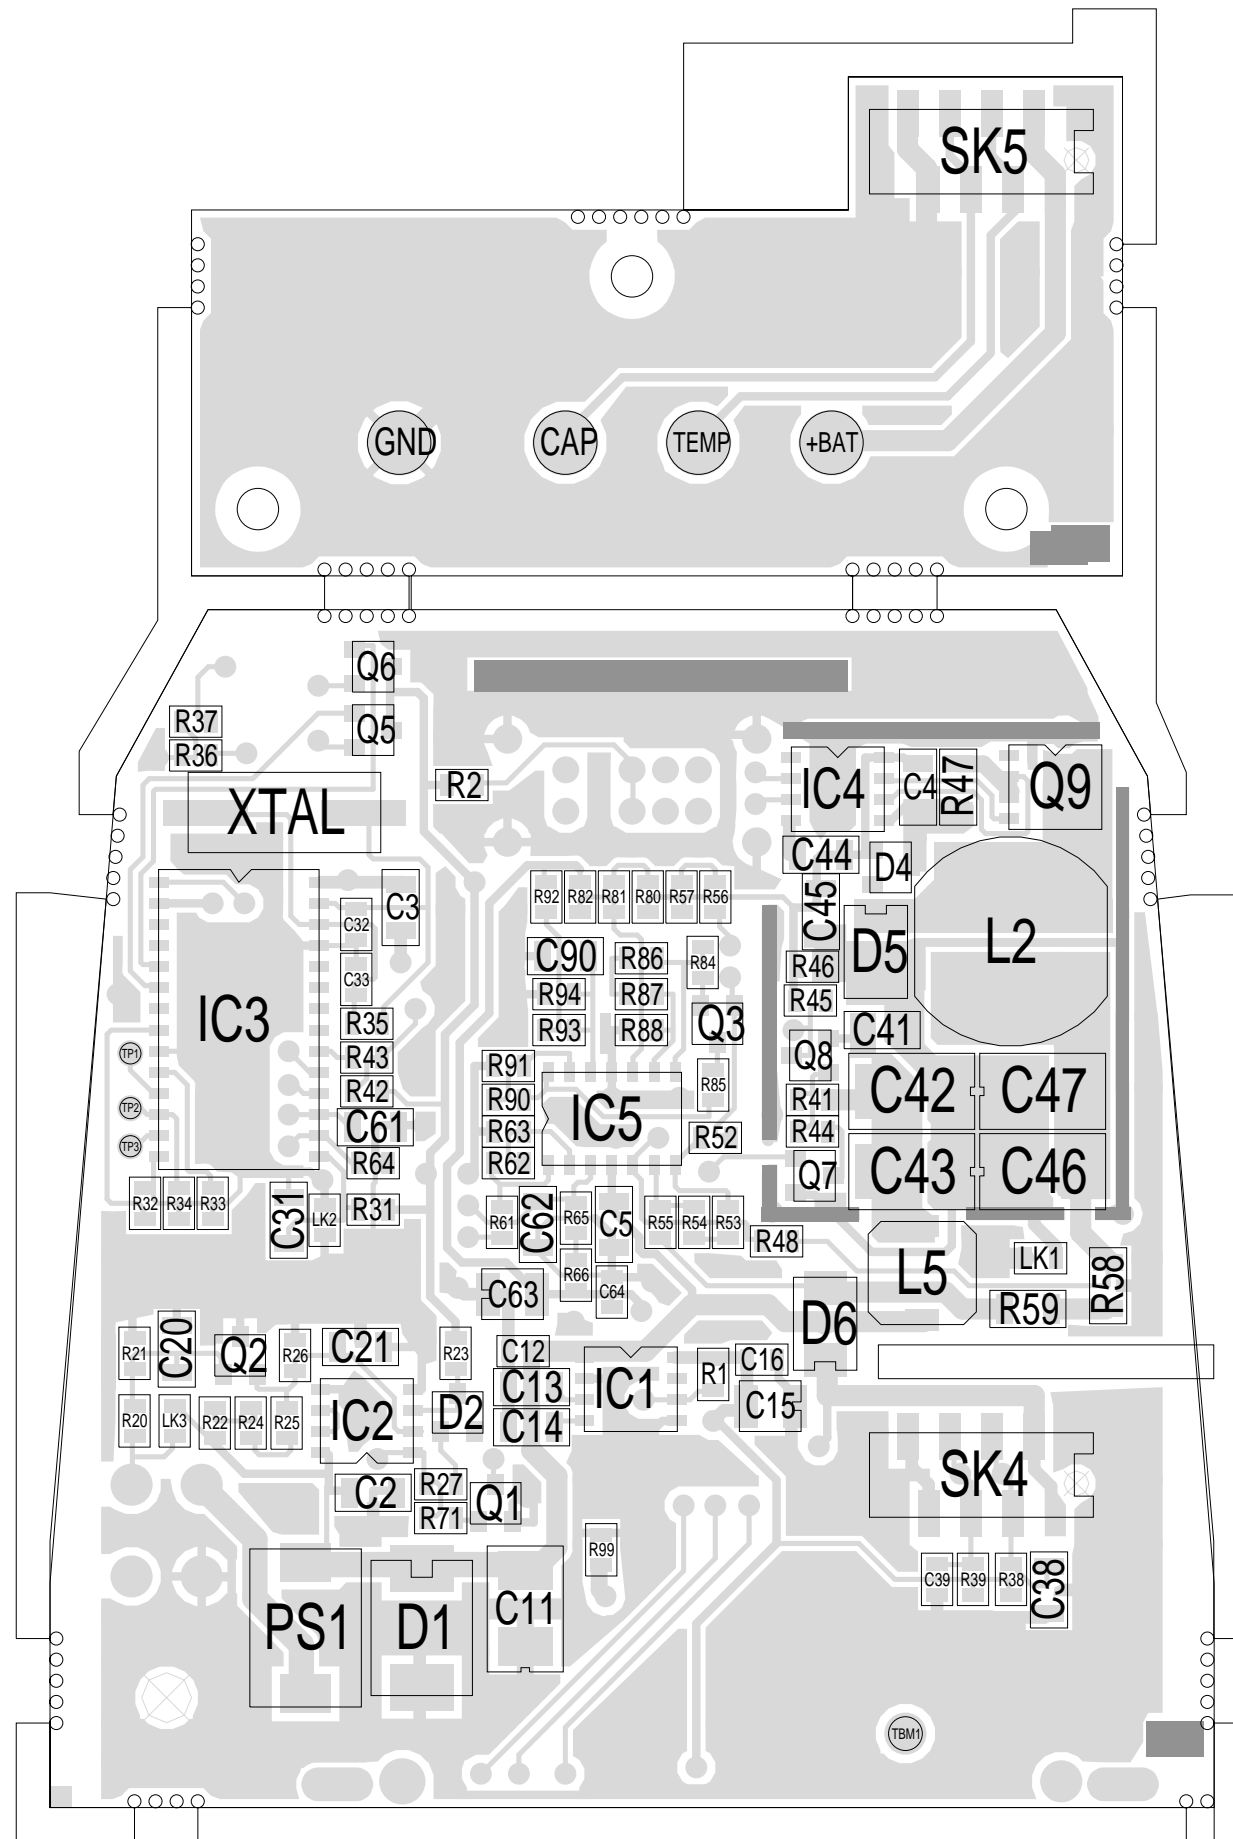 SK5
GND CAP TEMP +BAT
Q6
R37 Q5
R36
R2 IC4 C4 R47 Q9
XTAL
C44 D4
C3 R92 R82 R81 R80 R57 R56 C45
C32
C90 R86 R84 R46 D5 L2
C33
R94 R87 R45
IC3 R35 R93 R88 Q3 C41
TP1 R43 R91 Q8
R85
R42 R90 R41 C42 C47
TP2 C61 R63 IC5 R52 R44
TP3 R64 R62 Q7 C43 C46
R32 R34 R33 C31 LK2 R31 R61 C62 R65 C5 R55 R54 R53
R48 LK1
R66 L5 R58
C63 C64 R59
D6
R21 C20 Q2 R26 C21 R23 C12 C16
C13 IC1 R1
R20 LK3 R22 R24 R25 IC2 D2 C14 C15
R27 SK4
C2 Q1
R71
R99
C39 R39 R38 C38
PS1 D1 C11
TBM1